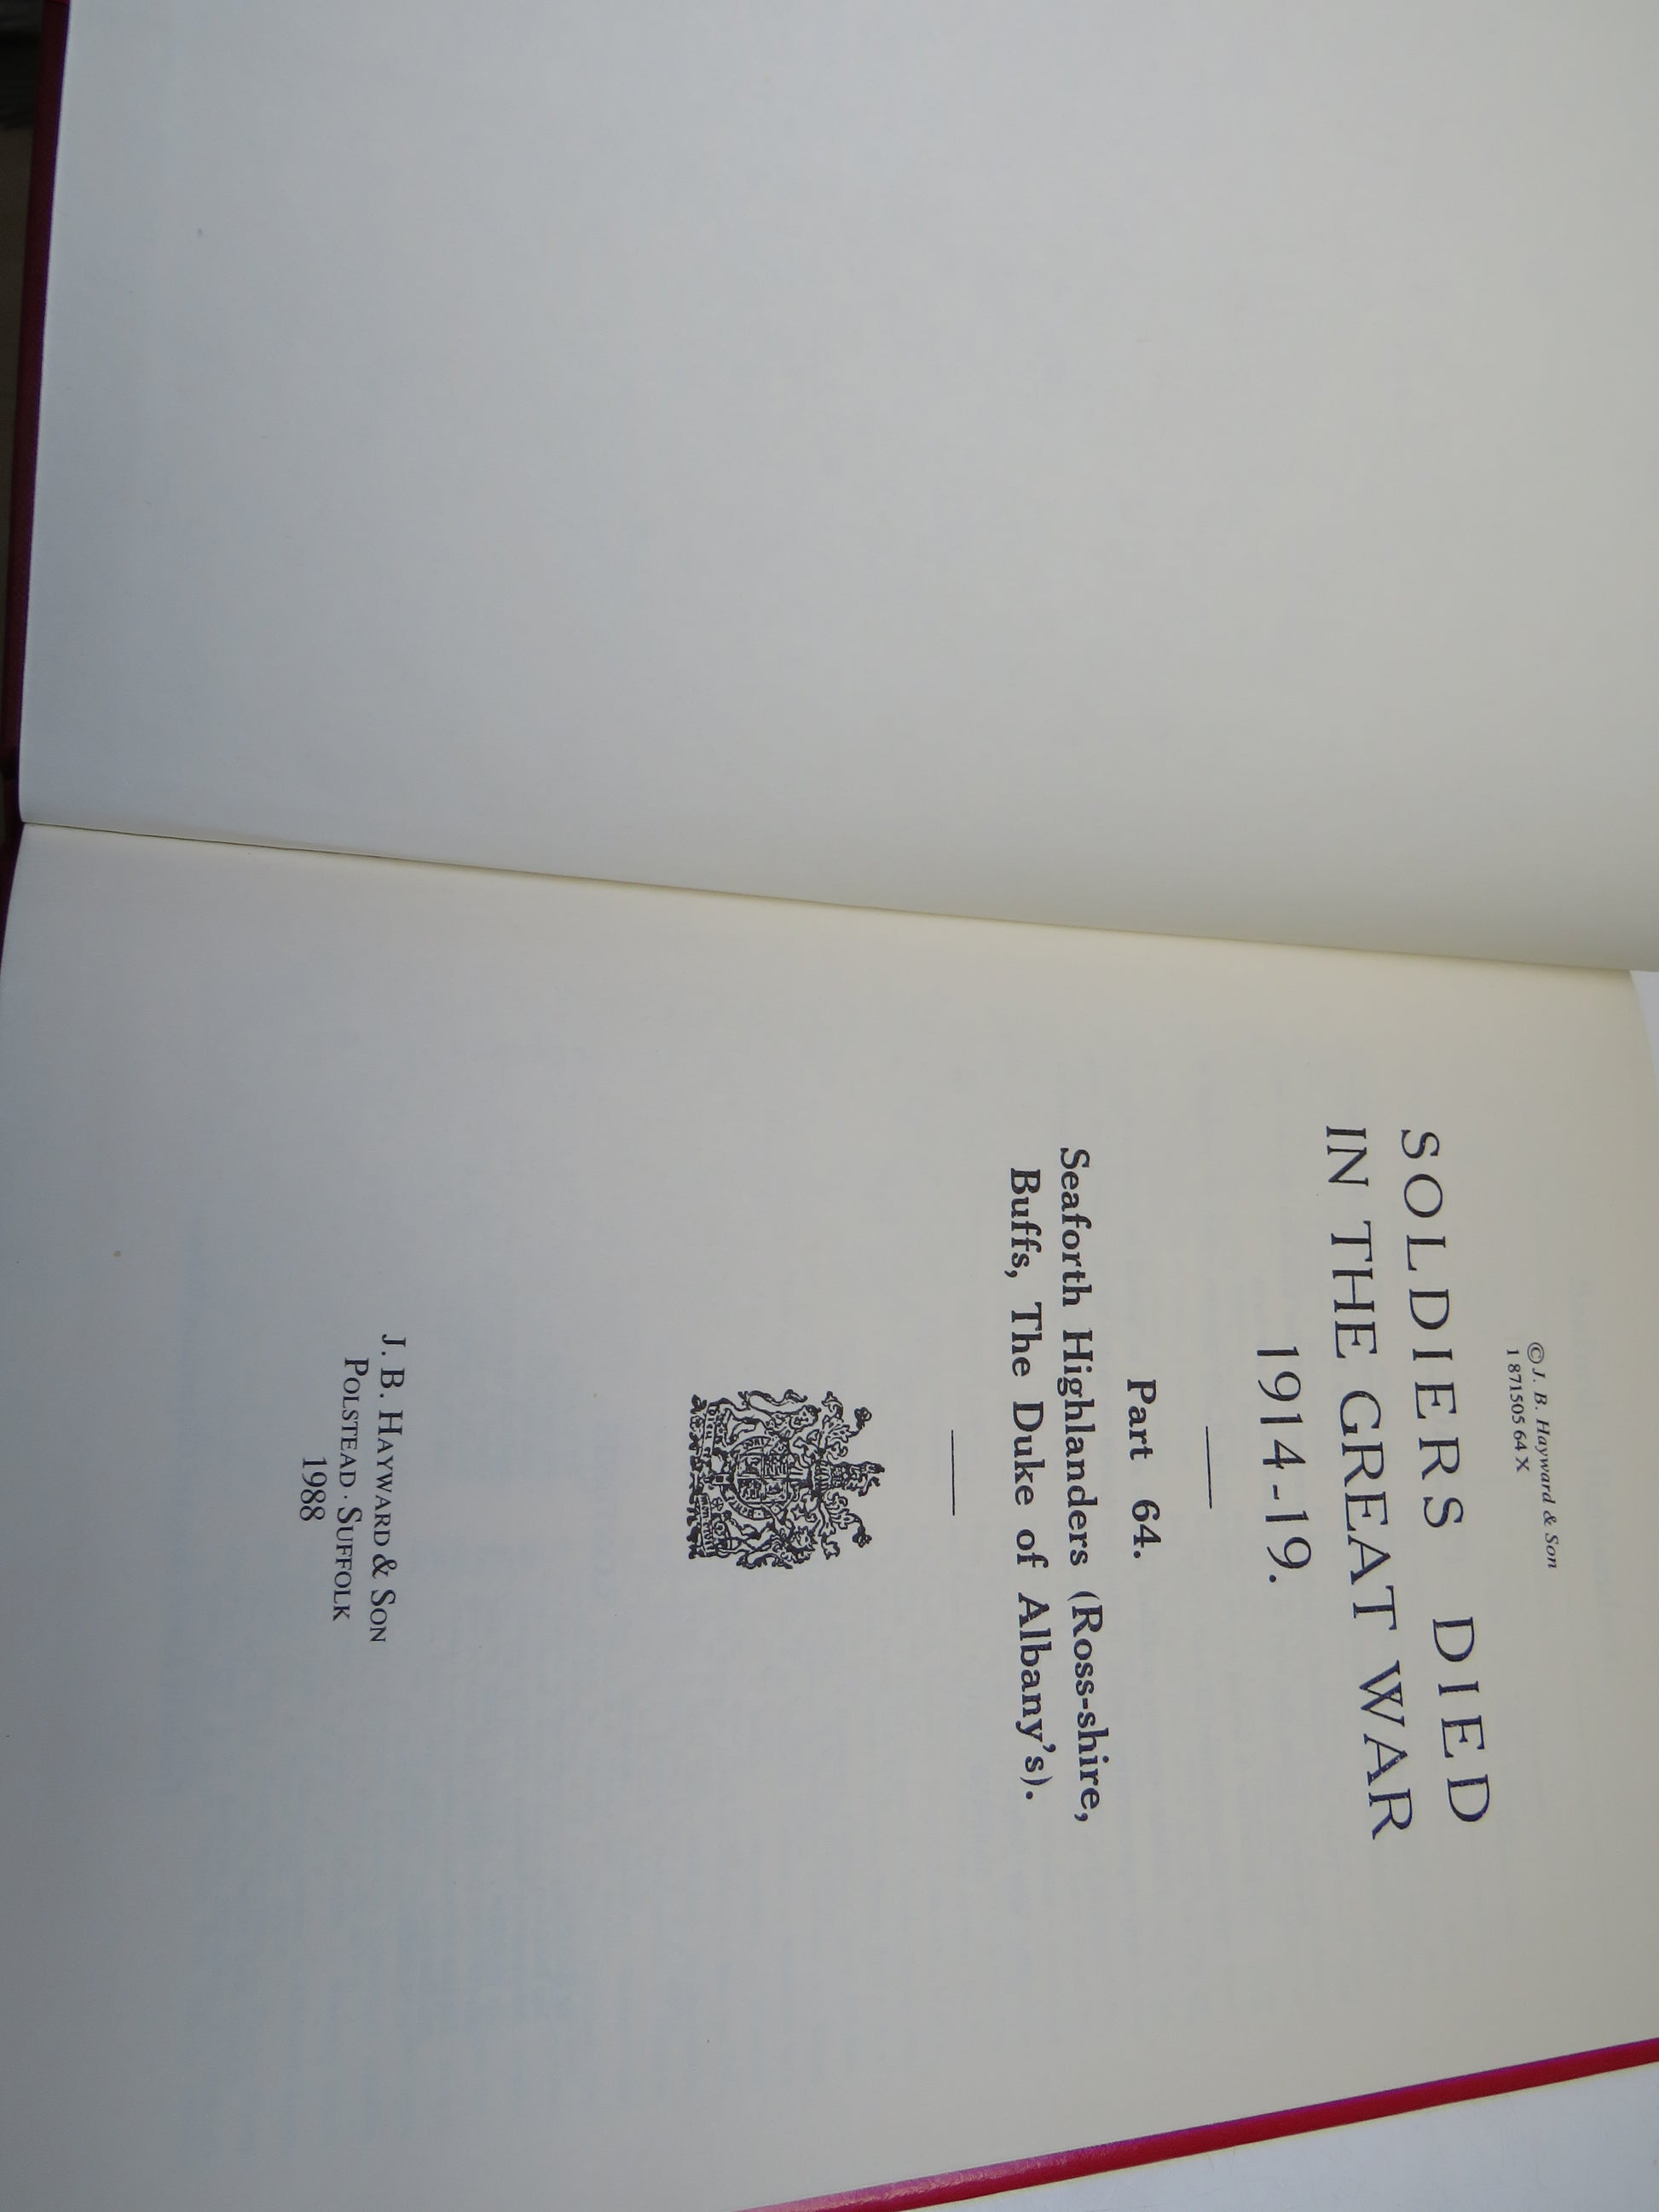 © J. B. Hayward & Son
1 871505 64 X
SOLDIERS DIED
IN THE GREAT WAR
1914-19.
Part 64.
Seaforth Highlanders (Ross-shire,
Buffs, The Duke of Albany's).
J. B. HAYWARD & SON
POLSTEAD · SUFFOLK
1988